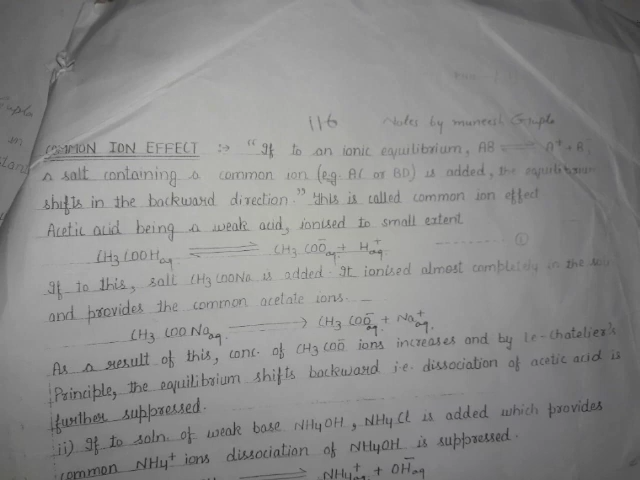 116 Notes by muneesh Gupta
COMMON ION EFFECT :→ "If to an ionic equilibrium, AB ⇌ A⁺ + B⁻,
A salt containing a common ion (e.g. AC or BD) is added, the equilibrium
shifts in the backward direction." This is called common ion effect
Acetic acid being a weak acid, ionised to small extent
CH3COOHaq ⇌ CH3COO⁻aq + H⁺aq. ------- ①
If to this, salt CH3COONa is added. It ionised almost completely in the
and provides the common acetate ions. –
CH3COONaaq. → CH3COO⁻aq + Na⁺aq.
As a result of this, conc. of CH3COO⁻ ions increases and by Le-Chatelier's
Principle, the equilibrium shifts backward i.e. dissociation of acetic acid is
further suppressed.
ii) If to soln. of weak base NH4OH, NH4Cl is added which provides
common NH4⁺ ions dissociation of NH4OH is suppressed.
⇌ NH4⁺aq + OH⁻aq